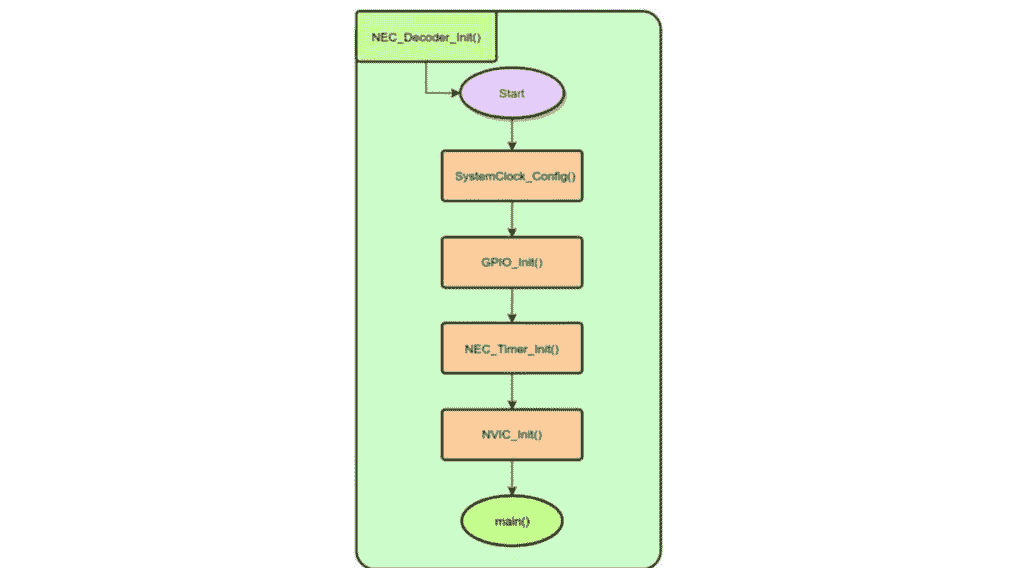 NEC_Decoder_Init()
Start
SystemClock_Config()
GPIO_Init()
NEC_Timer_Init()
NVIC_Init()
main()